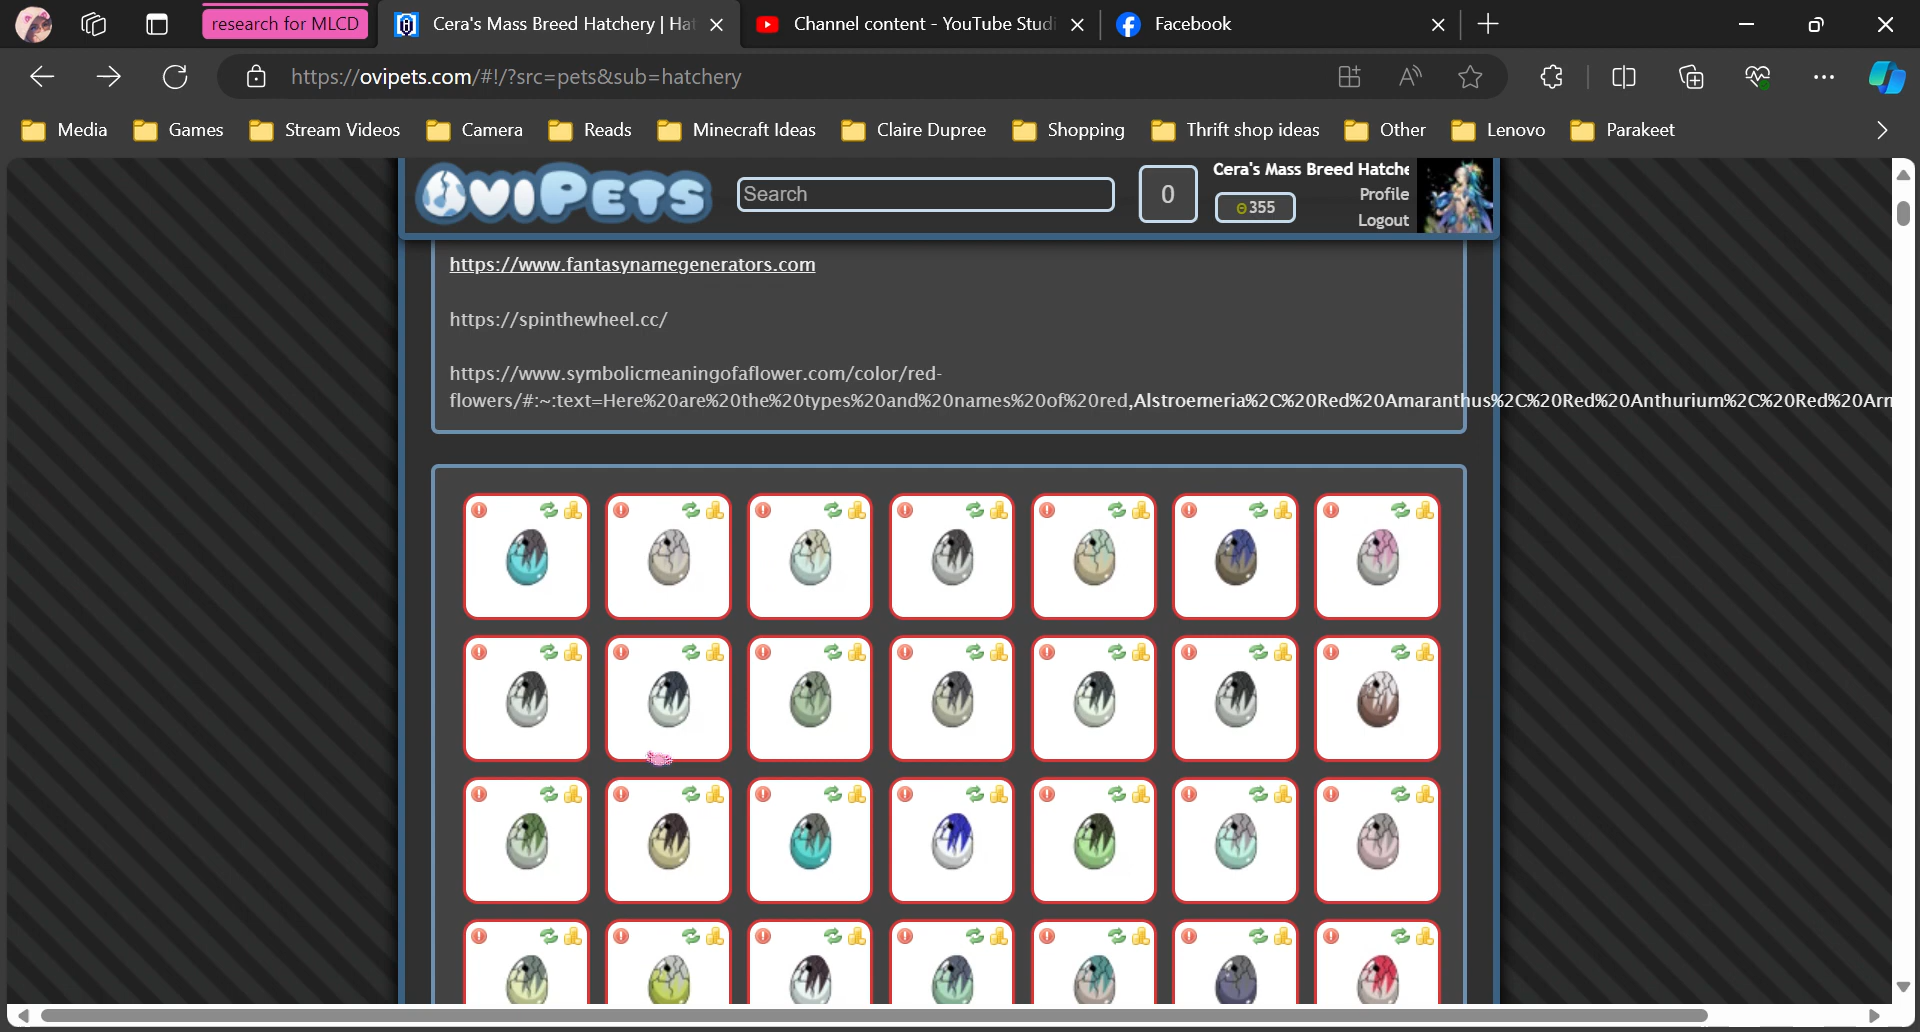 research for MLCD
Cera's Mass Breed Hatchery | Hat
Channel content - YouTube Studi
Facebook
https://ovipets.com/#!/?src=pets&sub=hatchery
Media
Games
Stream Videos
Camera
Reads
Minecraft Ideas
Claire Dupree
Shopping
Thrift shop ideas
Other
Lenovo
Parakeet
OviPets
Search
0
Cera's Mass Breed Hatche
355
Profile
Logout
https://www.fantasynamegenerators.com
https://spinthewheel.cc/
https://www.symbolicmeaningofaflower.com/color/red-
flowers/#:~:text=Here%20are%20the%20types%20and%20names%20of%20red,Alstroemeria%2C%20Red%20Amaranthus%2C%20Red%20Anthurium%2C%20Red%20Arm